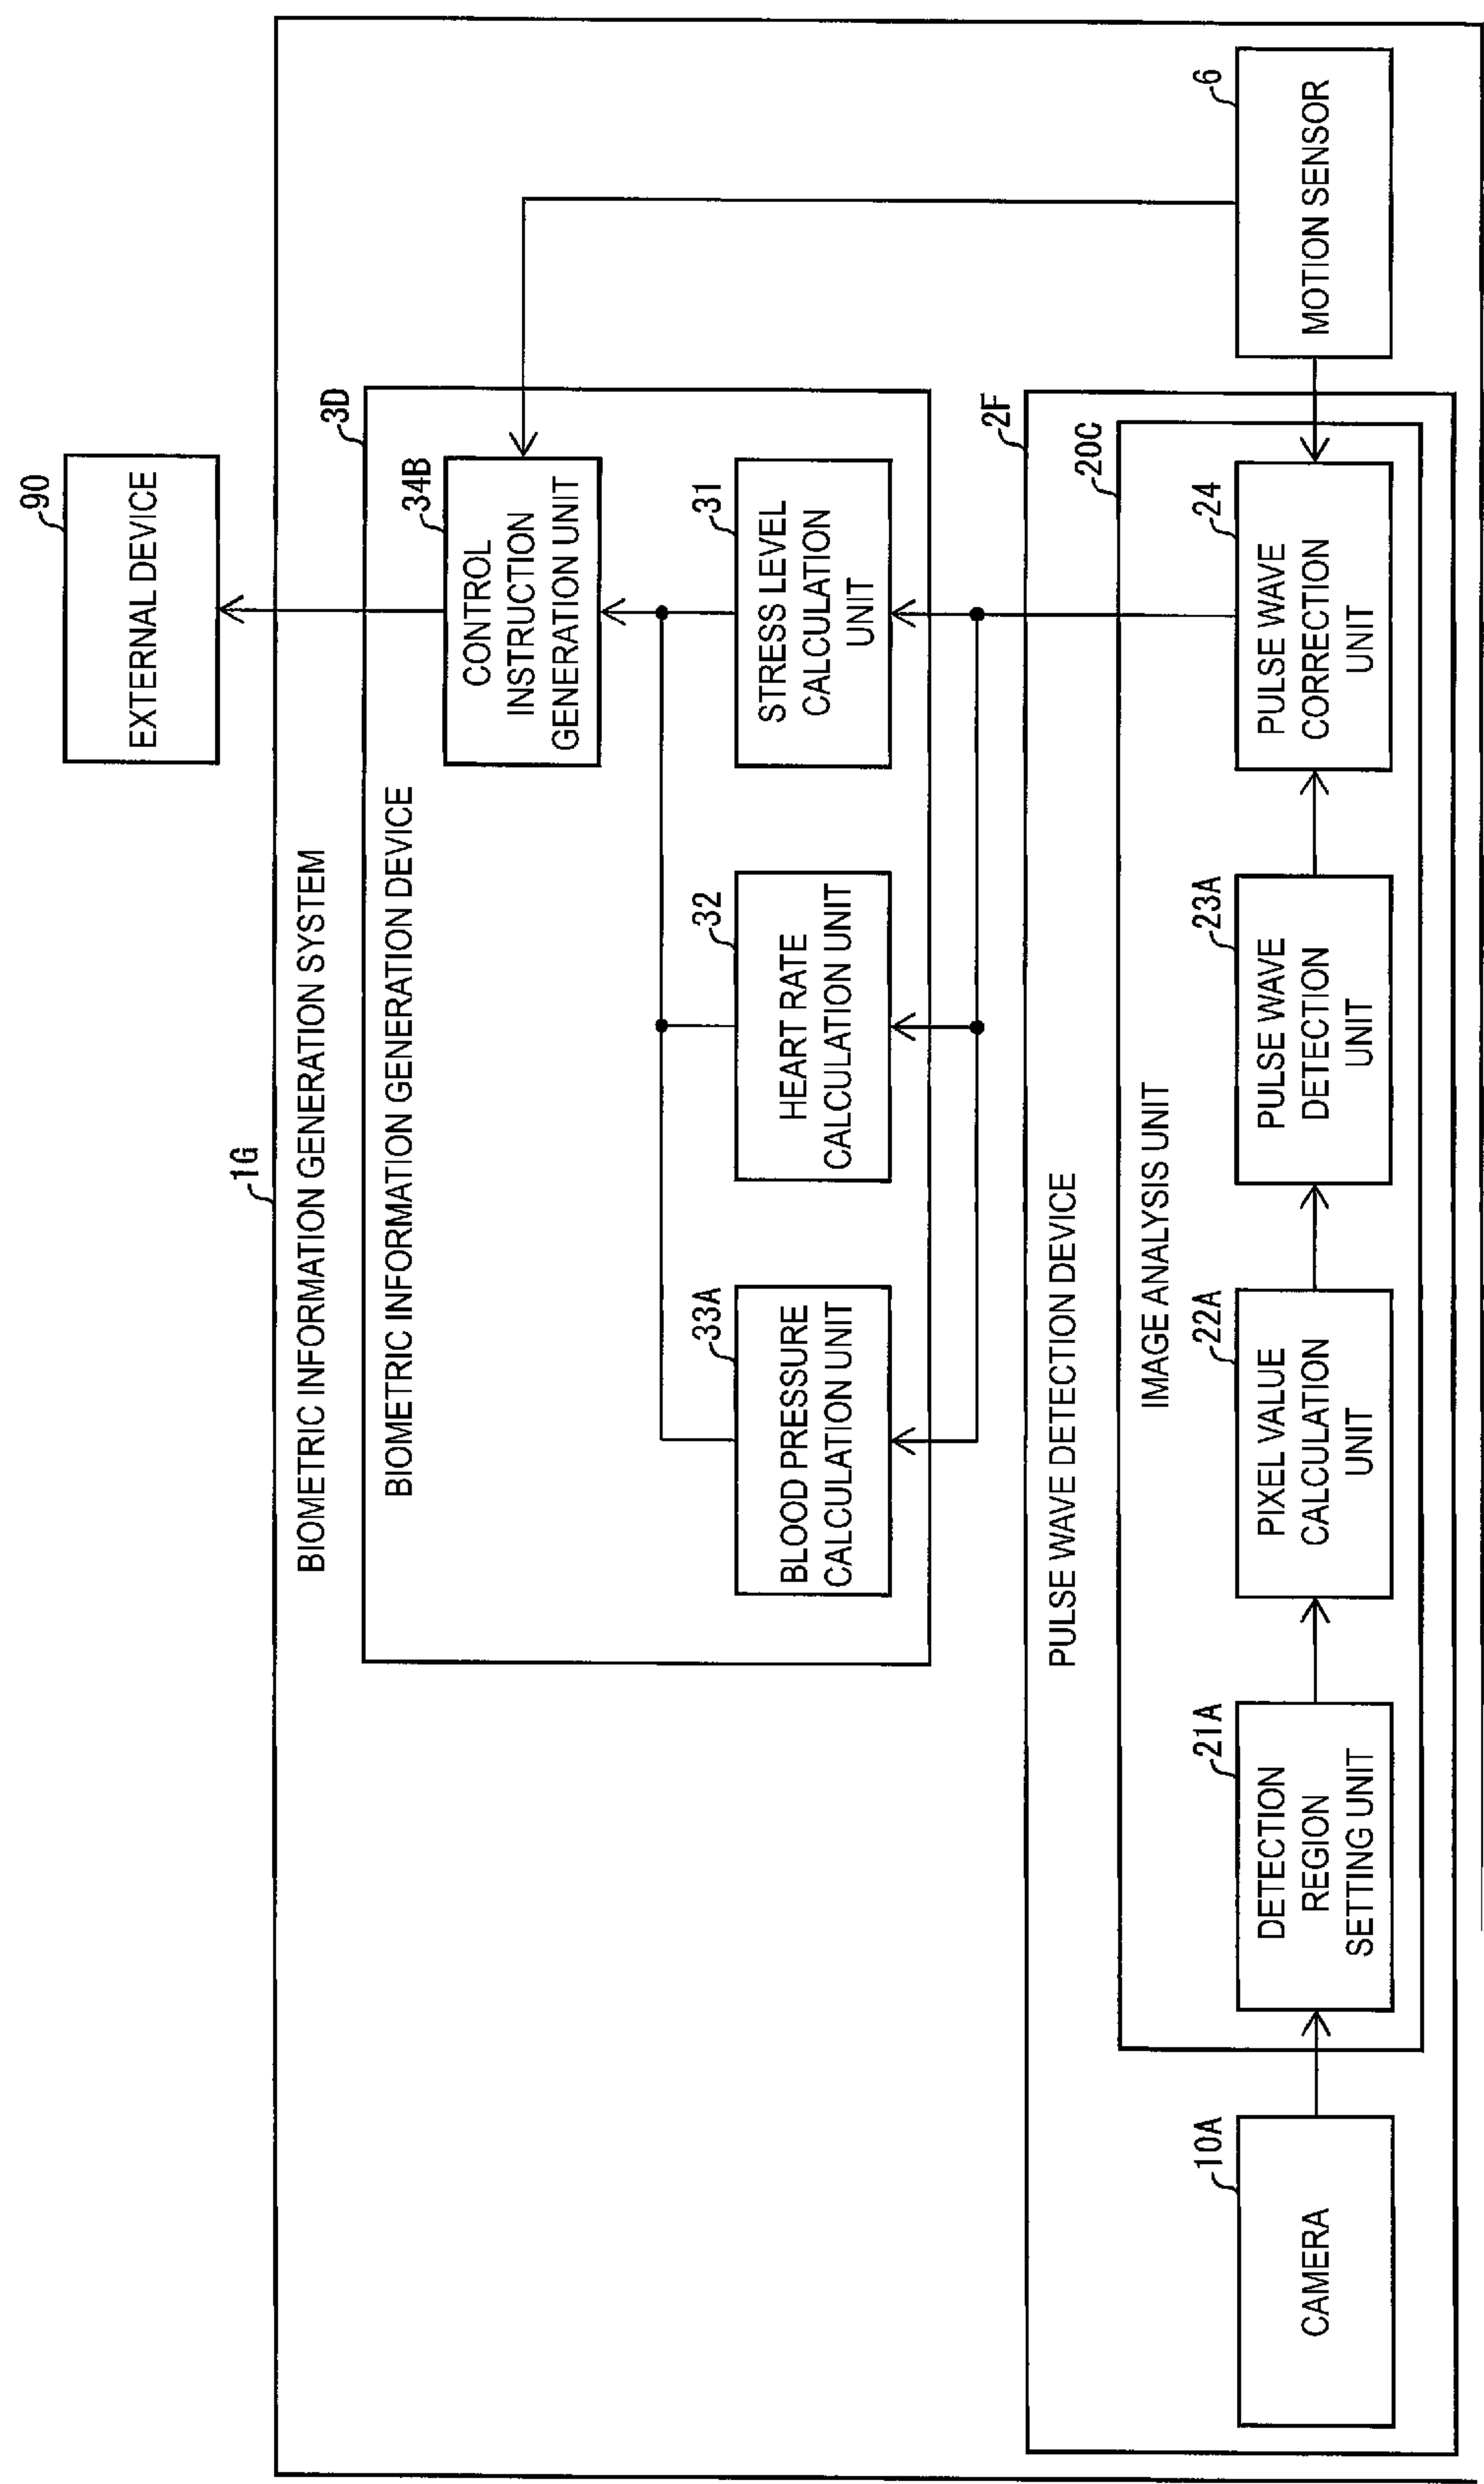 90
EXTERNAL DEVICE
1G
BIOMETRIC INFORMATION GENERATION SYSTEM
3D
BIOMETRIC INFORMATION GENERATION DEVICE
34B
CONTROL
INSTRUCTION
GENERATION UNIT
33A
BLOOD PRESSURE
CALCULATION UNIT
32
HEART RATE
CALCULATION UNIT
31
STRESS LEVEL
CALCULATION
UNIT
2F
PULSE WAVE DETECTION DEVICE
20C
IMAGE ANALYSIS UNIT
10A
CAMERA
21A
DETECTION
REGION
SETTING UNIT
22A
PIXEL VALUE
CALCULATION
UNIT
23A
PULSE WAVE
DETECTION
UNIT
24
PULSE WAVE
CORRECTION
UNIT
6
MOTION SENSOR